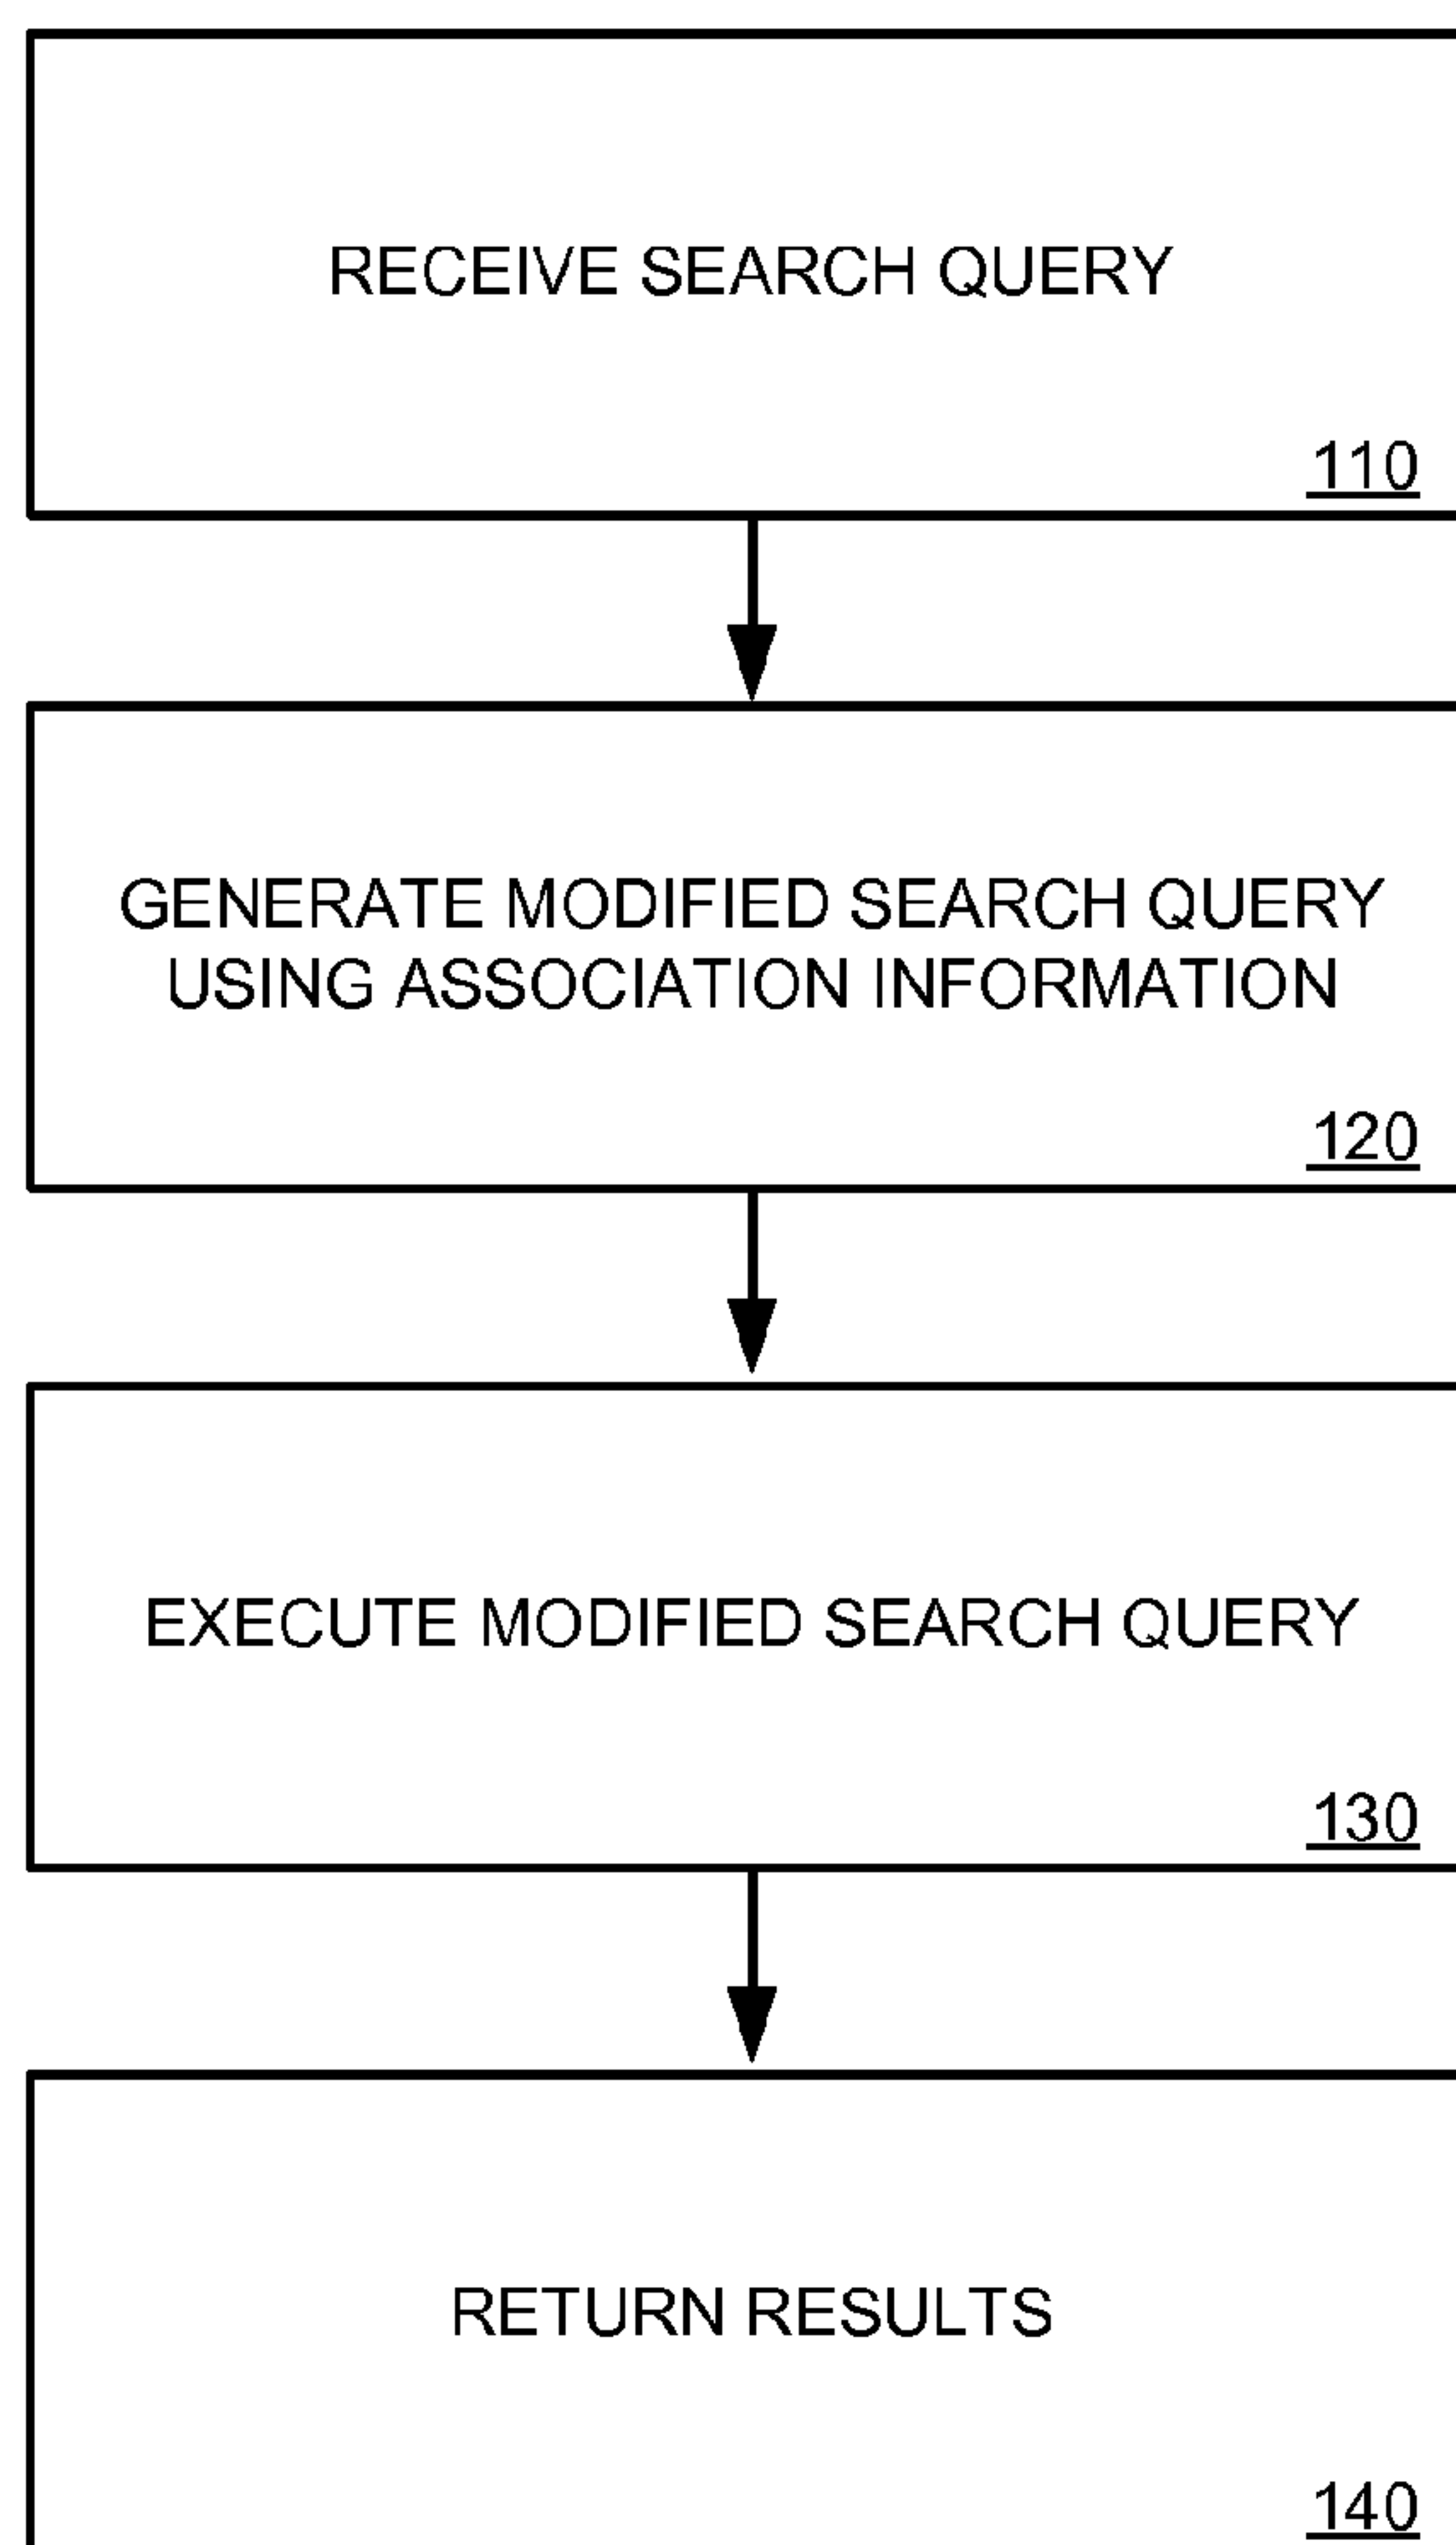 RECEIVE SEARCH QUERY
110
GENERATE MODIFIED SEARCH QUERY
USING ASSOCIATION INFORMATION
120
EXECUTE MODIFIED SEARCH QUERY
130
RETURN RESULTS
140